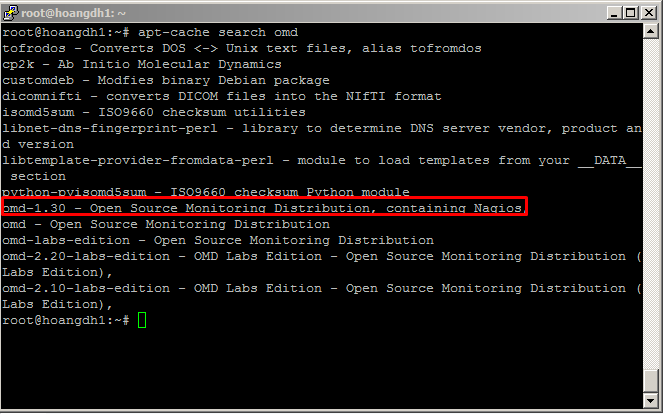 root@hoangdh1: ~
root@hoangdh1:~# apt-cache search omd
tofrodos - Converts DOS <-> Unix text files, alias tofromdos
cp2k - Ab Initio Molecular Dynamics
customdeb - Modfies binary Debian package
dicomnifti - converts DICOM files into the NIfTI format
isomd5sum - ISO9660 checksum utilities
libnet-dns-fingerprint-perl - library to determine DNS server vendor, product an
d version
libtemplate-provider-fromdata-perl - module to load templates from your __DATA__
 section
python-pyisomd5sum - ISO9660 checksum Python module
omd-1.30 - Open Source Monitoring Distribution, containing Nagios,
omd - Open Source Monitoring Distribution
omd-labs-edition - Open Source Monitoring Distribution
omd-2.20-labs-edition - OMD Labs Edition - Open Source Monitoring Distribution (
Labs Edition),
omd-2.10-labs-edition - OMD Labs Edition - Open Source Monitoring Distribution (
Labs Edition),
root@hoangdh1:~#